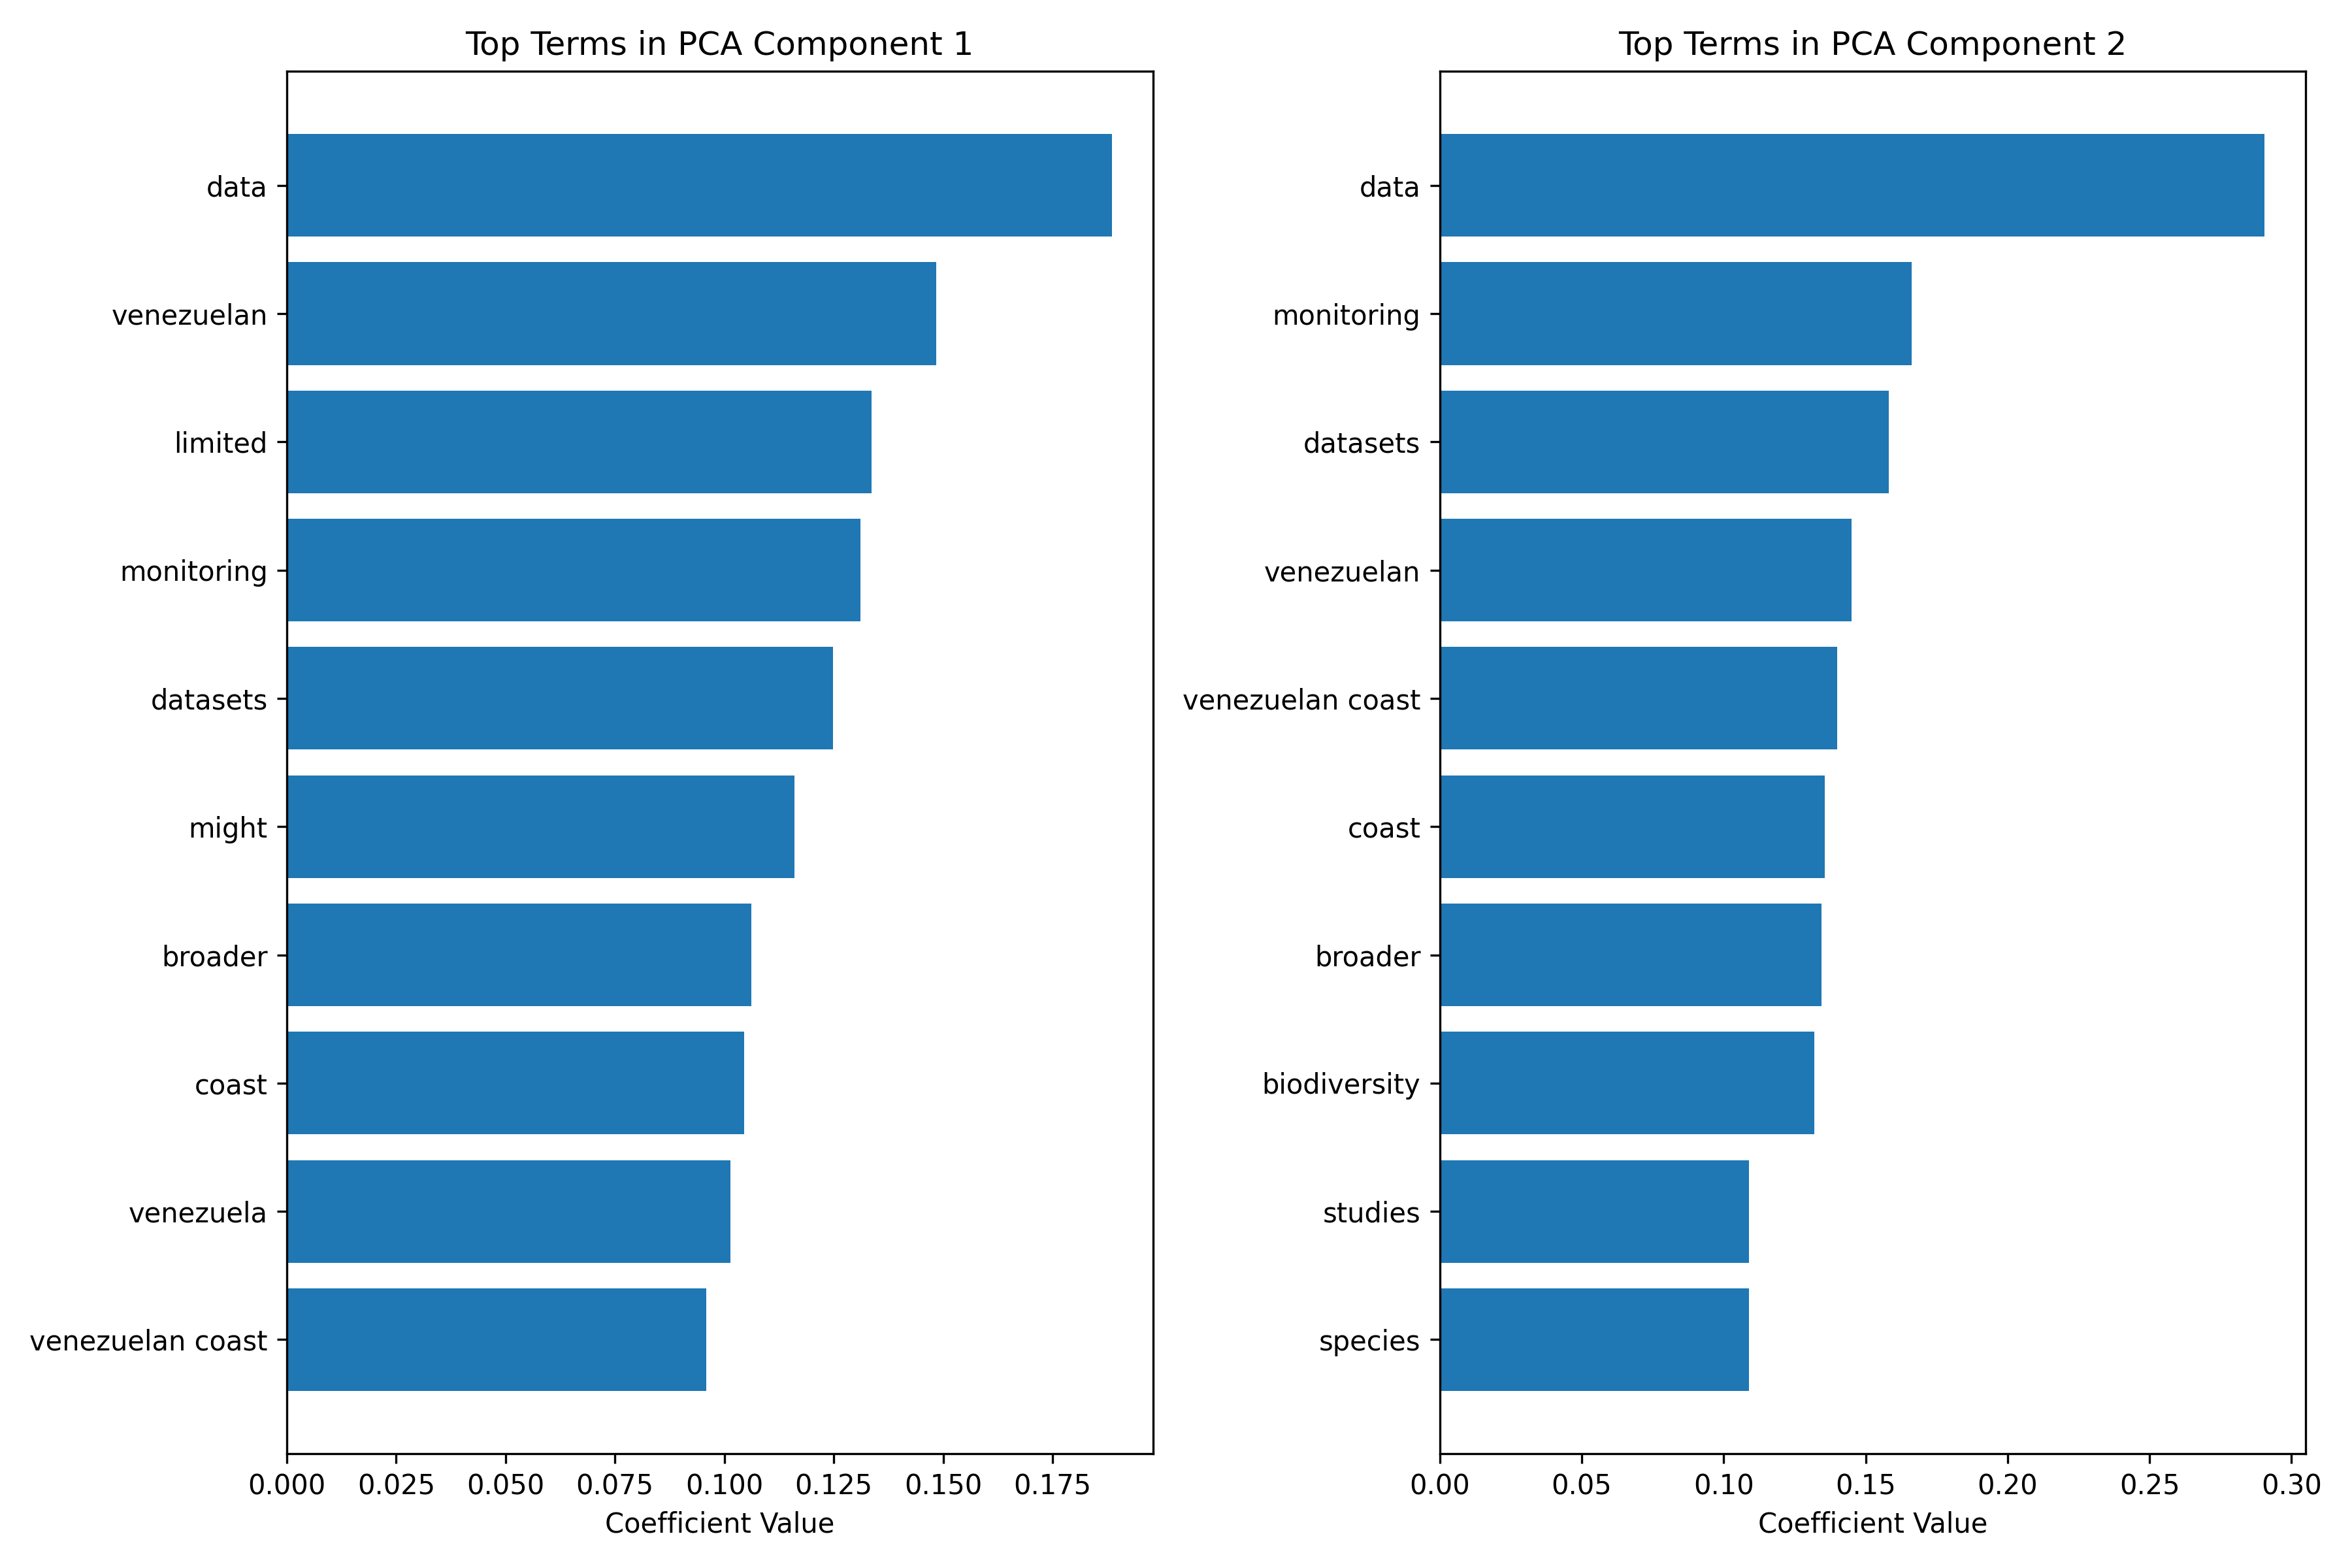 Top Terms in PCA Component 1
data
venezuelan
limited
monitoring
datasets
might
broader
coast
venezuela
venezuelan coast
0.000 0.025 0.050 0.075 0.100 0.125 0.150 0.175
Coefficient Value
Top Terms in PCA Component 2
data
monitoring
datasets
venezuelan
venezuelan coast
coast
broader
biodiversity
studies
species
0.00 0.05 0.10 0.15 0.20 0.25 0.30
Coefficient Value